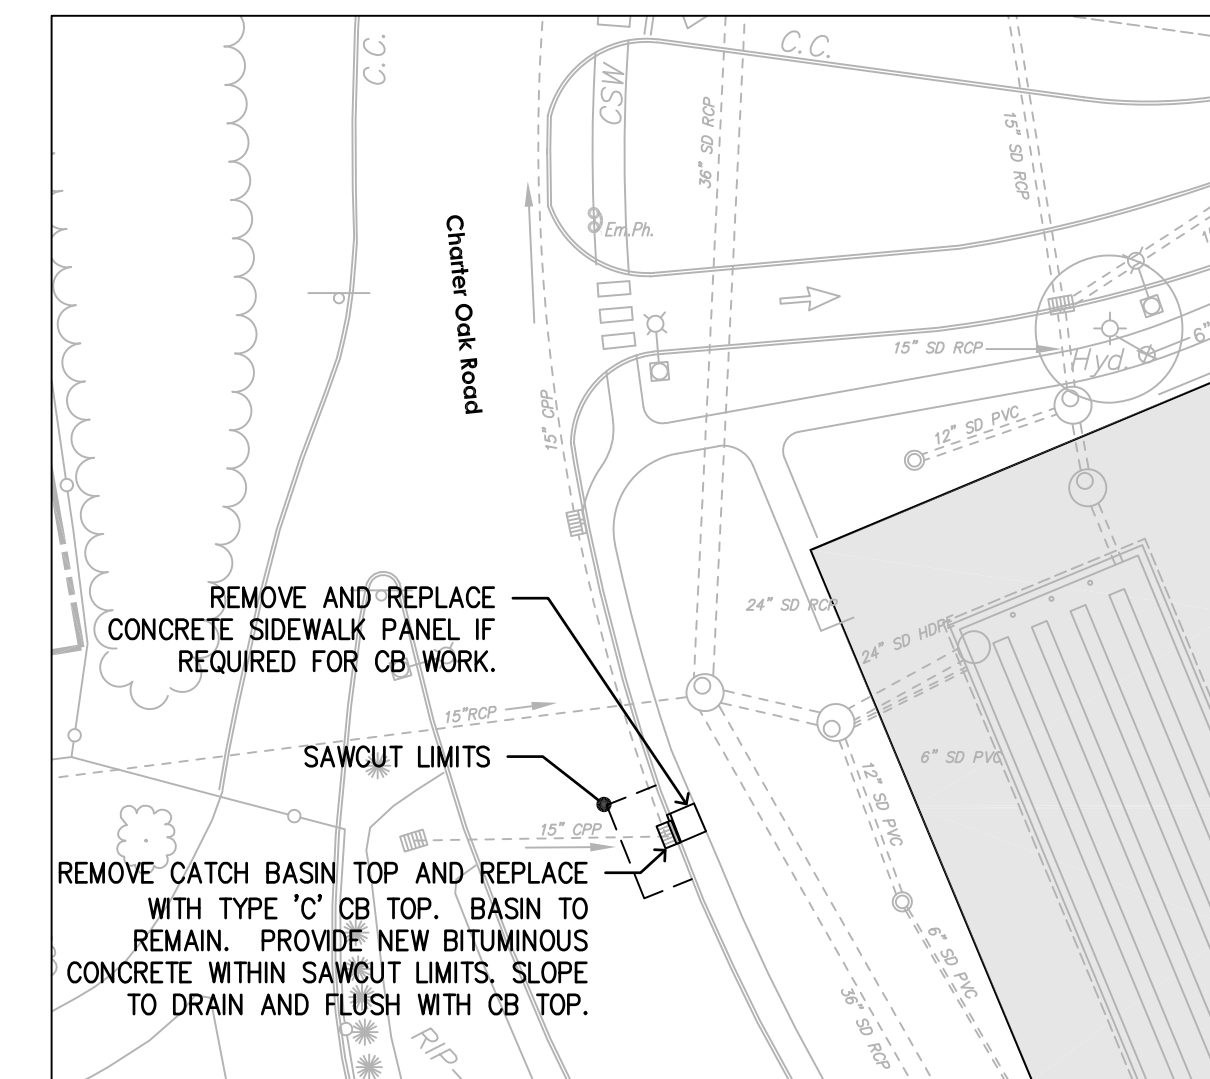 C.C.
CSW
C.C.
36" SD RCP
15" SD RCP
Em.Ph.
Charter Oak Road
15" SD RCP
Hyd.
6"
15" CPP
12" SD PVC
REMOVE AND REPLACE
CONCRETE SIDEWALK PANEL IF
REQUIRED FOR CB WORK.
24" SD RCP
24" SD HDPE
15"RCP
SAWCUT LIMITS
6" SD PVC
12" SD PVC
15" CPP
REMOVE CATCH BASIN TOP AND REPLACE
WITH TYPE 'C' CB TOP. BASIN TO
REMAIN. PROVIDE NEW BITUMINOUS
CONCRETE WITHIN SAWCUT LIMITS. SLOPE
TO DRAIN AND FLUSH WITH CB TOP.
6" SD PVC
36" SD RCP
RIP